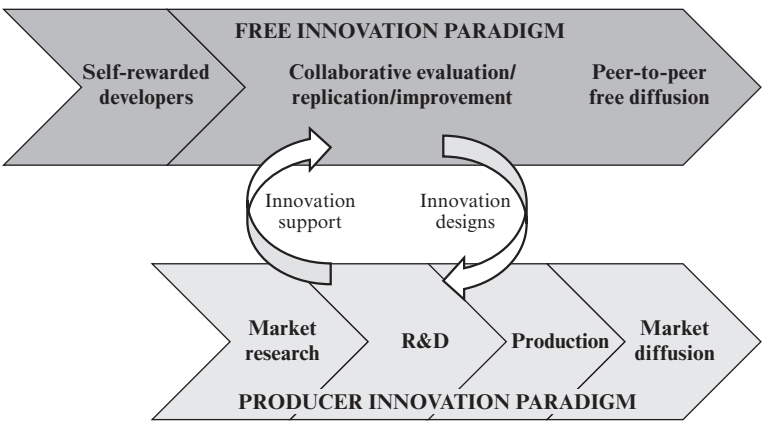 FREE INNOVATION PARADIGM
Self-rewarded
developers
Collaborative evaluation/
replication/improvement
Peer-to-peer
free diffusion
Innovation
support
Innovation
designs
Market
research
R&D
Production
Market
diffusion
PRODUCER INNOVATION PARADIGM